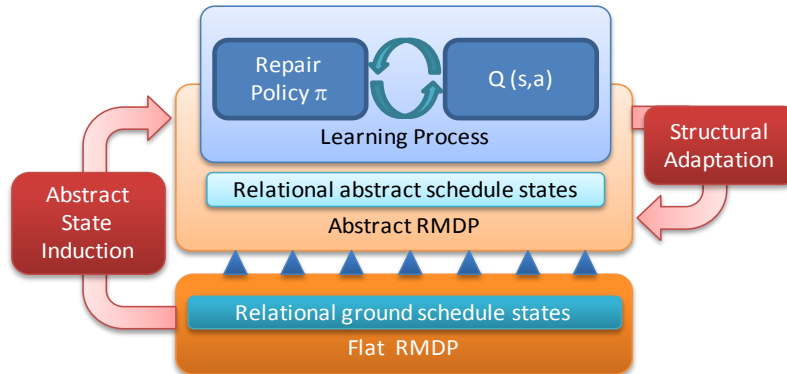 Repair
Policy π
Q (s,a)
Learning Process
Structural
Adaptation
Abstract
State
Induction
Relational abstract schedule states
Abstract RMDP
Relational ground schedule states
Flat RMDP